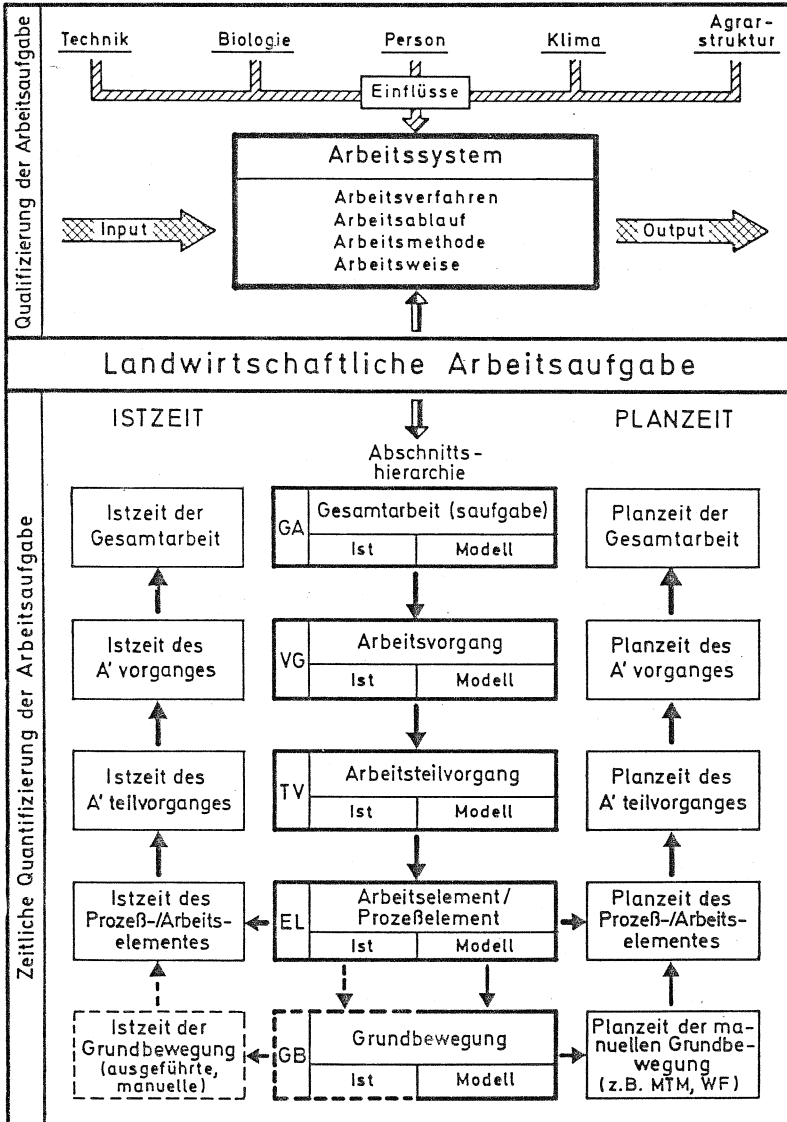 Qualifizierung der Arbeitsaufgabe
Technik
Biologie
Person
Klima
Agrar-
struktur
Einflüsse
Arbeitssystem
Arbeitsverfahren
Arbeitsablauf
Arbeitsmethode
Arbeitsweise
Input
Output
Landwirtschaftliche Arbeitsaufgabe
Zeitliche Quantifizierung der Arbeitsaufgabe
ISTZEIT
PLANZEIT
Abschnitts-
hierarchie
Istzeit der
Gesamtarbeit
GA
Gesamtarbeit (saufgabe)
Ist
Modell
Planzeit der
Gesamtarbeit
Istzeit des
A' vorganges
VG
Arbeitsvorgang
Ist
Modell
Planzeit des
A' vorganges
Istzeit des
A' teilvorganges
TV
Arbeitsteilvorgang
Ist
Modell
Planzeit des
A' teilvorganges
Istzeit des
Prozeß-/Arbeits-
elementes
EL
Arbeitselement/
Prozeßelement
Ist
Modell
Planzeit des
Prozeß-/Arbeits-
elementes
Istzeit der
Grundbewegung
(ausgeführte,
manuelle)
GB
Grundbewegung
Ist
Modell
Planzeit der ma-
nuellen Grundbe-
wegung
(z.B. MTM, WF)